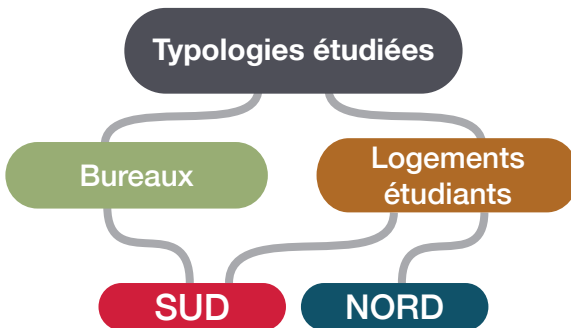 Typologies étudiées
Bureaux
Logements
étudiants
SUD
NORD